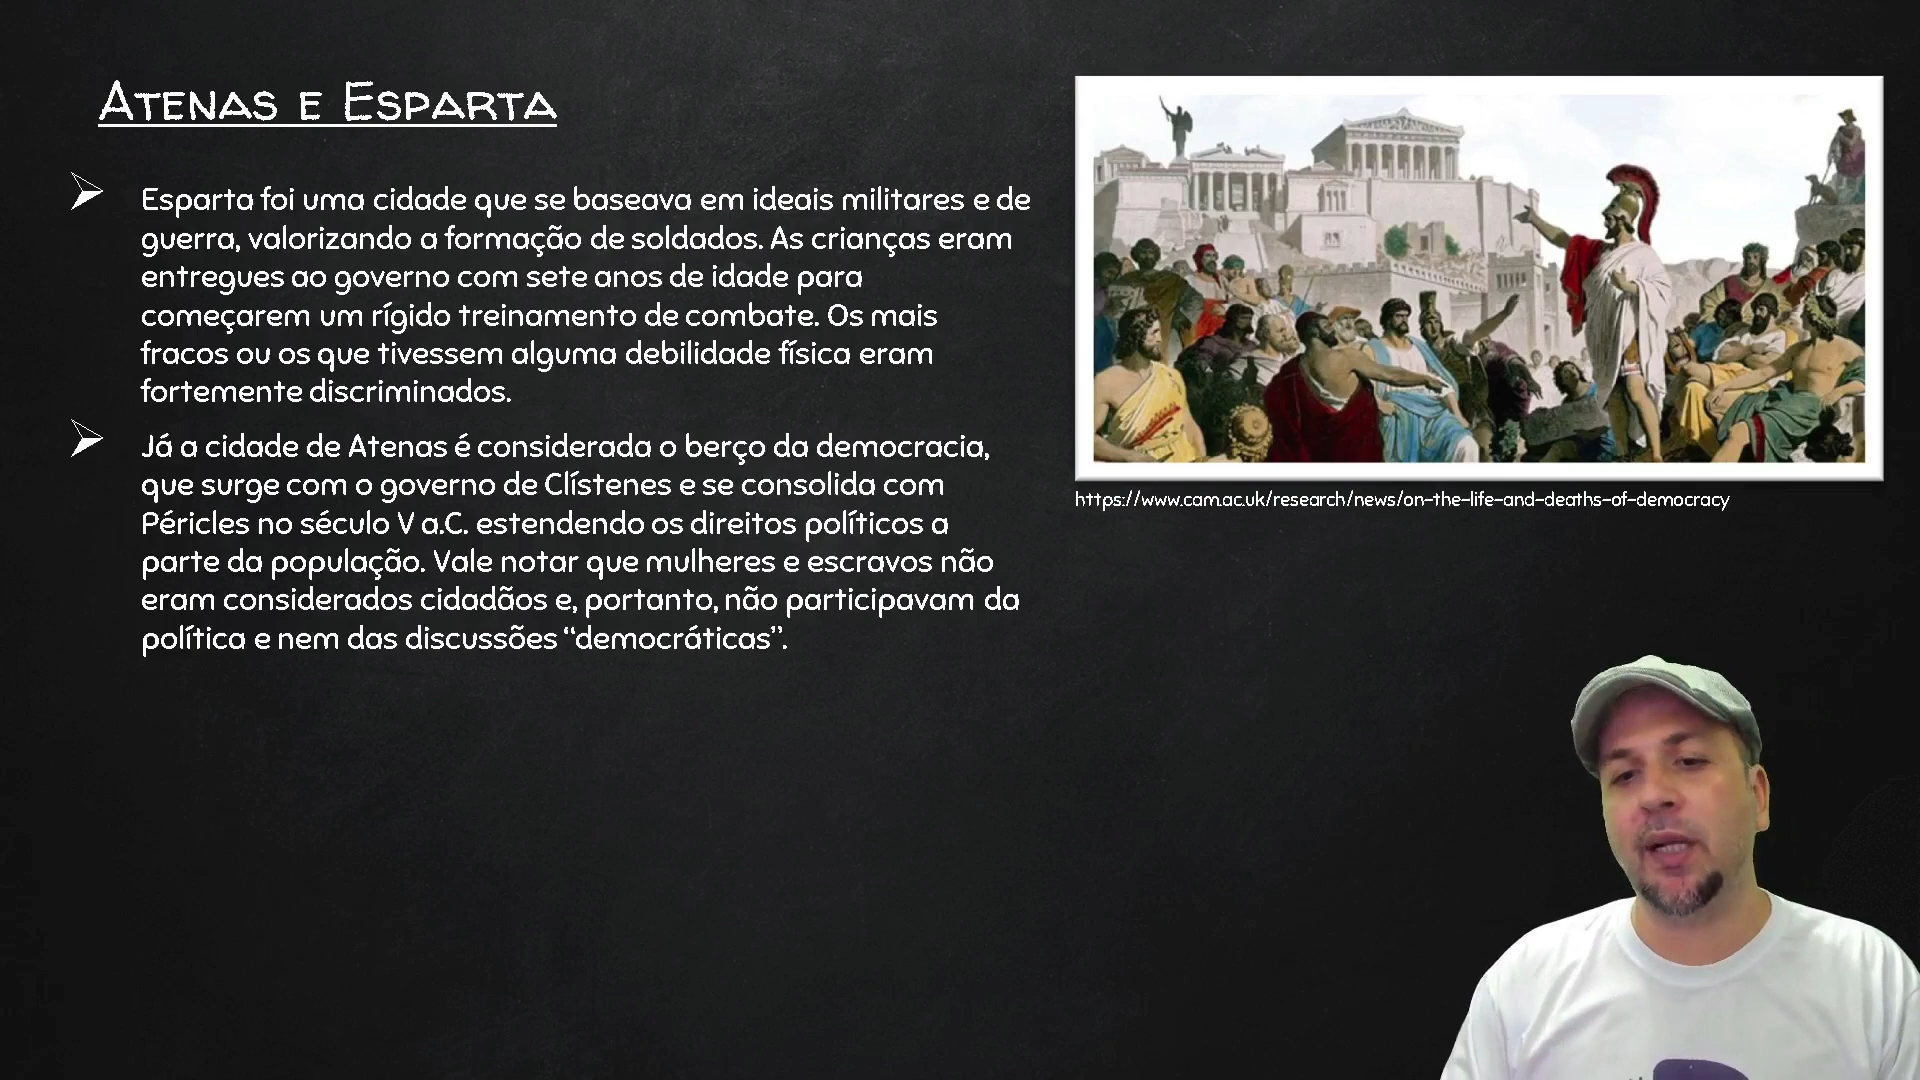 Atenas e Esparta
Esparta foi uma cidade que se baseava em ideais militares e de
guerra, valorizando a formação de soldados. As crianças eram
entregues ao governo com sete anos de idade para
começarem um rígido treinamento de combate. Os mais
fracos ou os que tivessem alguma debilidade física eram
fortemente discriminados.
Já a cidade de Atenas é considerada o berço da democracia,
que surge com o governo de Clístenes e se consolida com
Péricles no século V a.C. estendendo os direitos políticos a
parte da população. Vale notar que mulheres e escravos não
eram considerados cidadãos e, portanto, não participavam da
política e nem das discussões “democráticas”.
https://www.cam.ac.uk/research/news/on-the-life-and-deaths-of-democracy